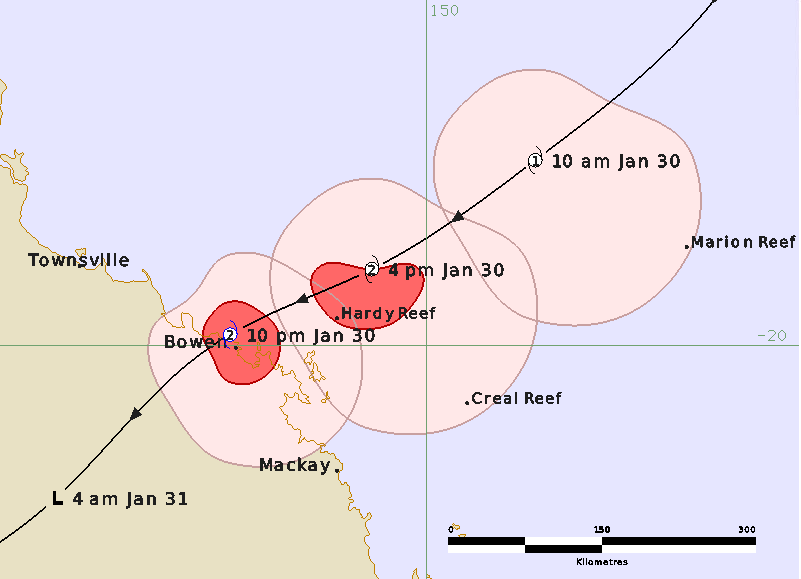 150
1 10 am Jan 30
Marion Reef
Townsville
2 4 pm Jan 30
Hardy Reef
2 10 pm Jan 30
-20
Bowen
Creal Reef
Mackay
L 4 am Jan 31
0 150 300
Kilometres